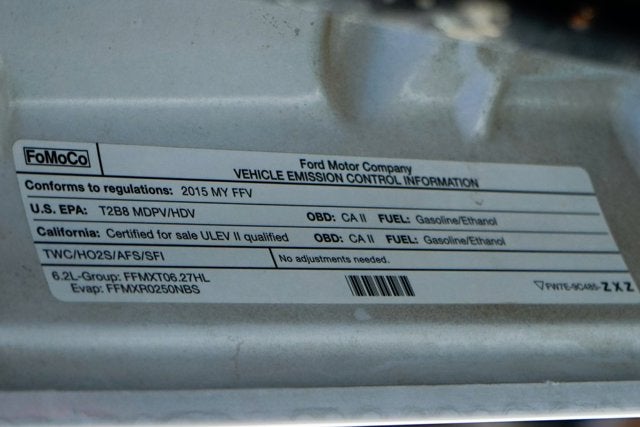 FoMoCo
Ford Motor Company
VEHICLE EMISSION CONTROL INFORMATION
Conforms to regulations: 2015 MY FFV
U.S. EPA: T2B8 MDPV/HDV OBD: CA II FUEL: Gasoline/Ethanol
California: Certified for sale ULEV II qualified OBD: CA II FUEL: Gasoline/Ethanol
TWC/HO2S/AFS/SFI No adjustments needed.
6.2L-Group: FFMXT06.27HL
Evap: FFMXR0250NBS
FW7E-9C485-ZXZ